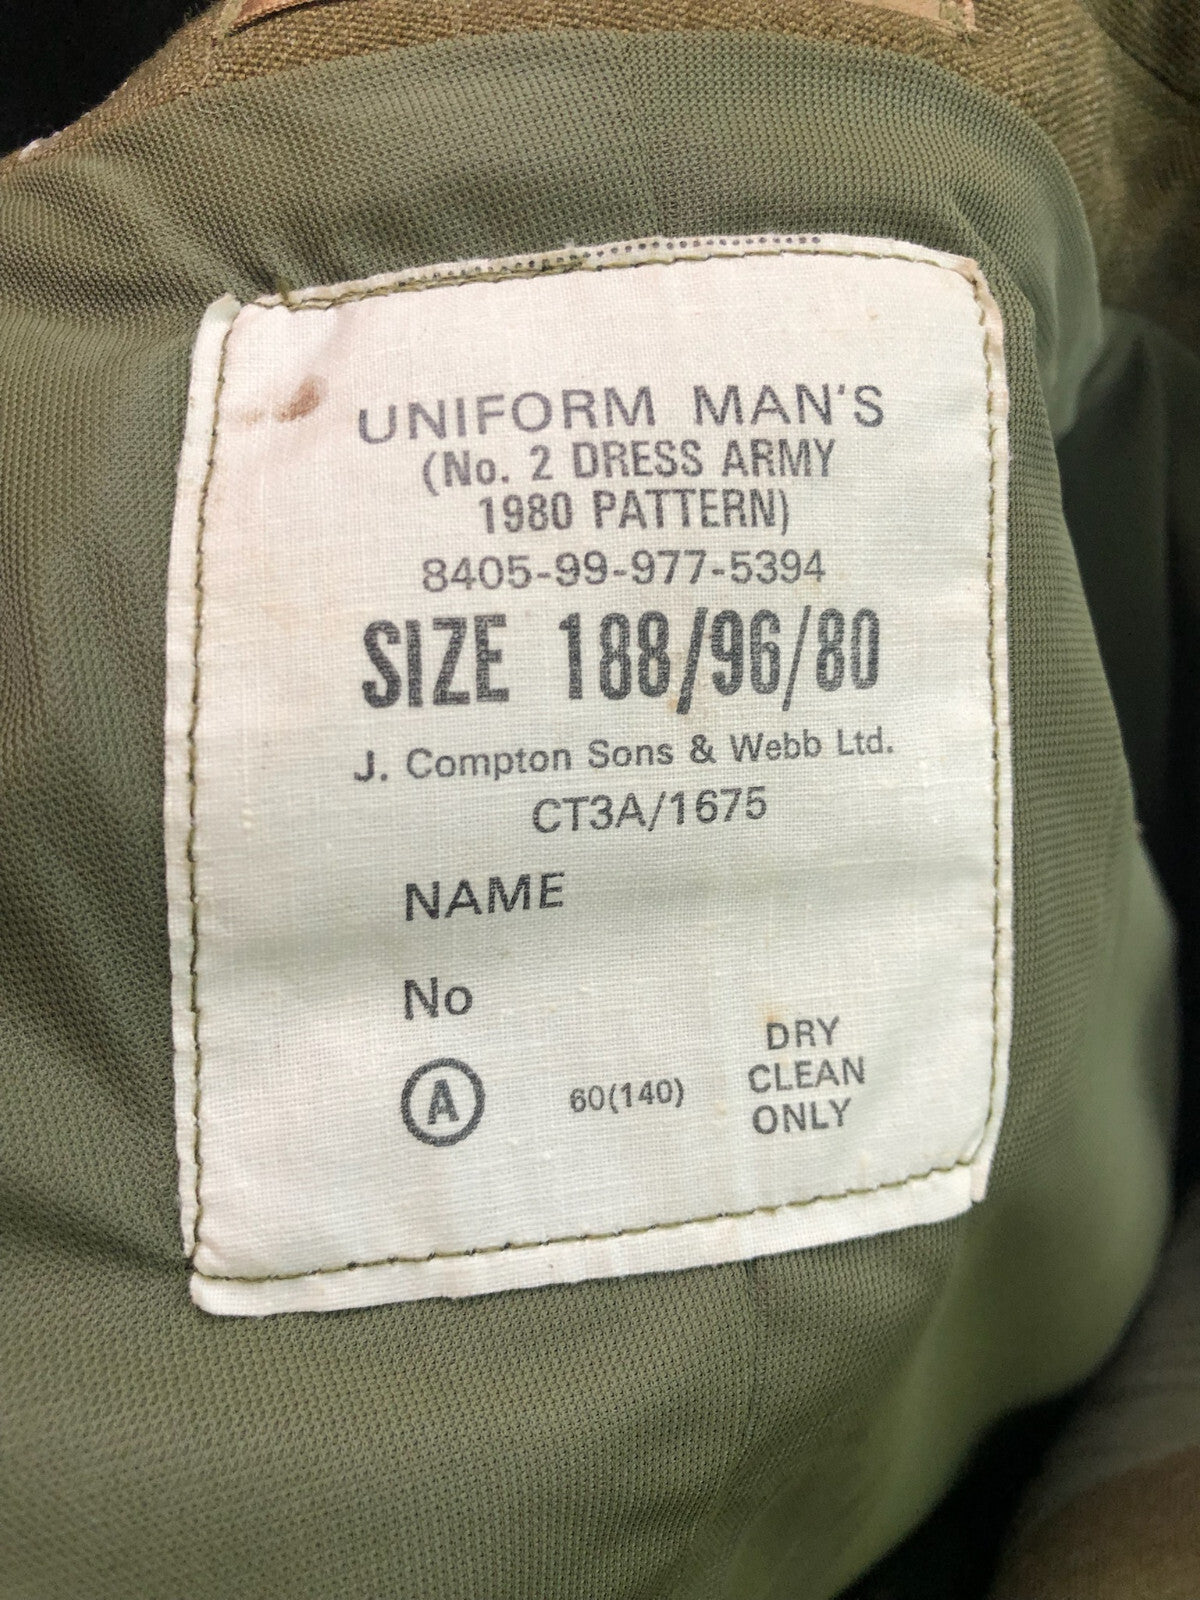 UNIFORM MAN'S
(No. 2 DRESS ARMY
1980 PATTERN)
8405-99-977-5394
SIZE 188/96/80
J. Compton Sons & Webb Ltd.
CT3A/1675
NAME
No
A 60(140) DRY
CLEAN
ONLY